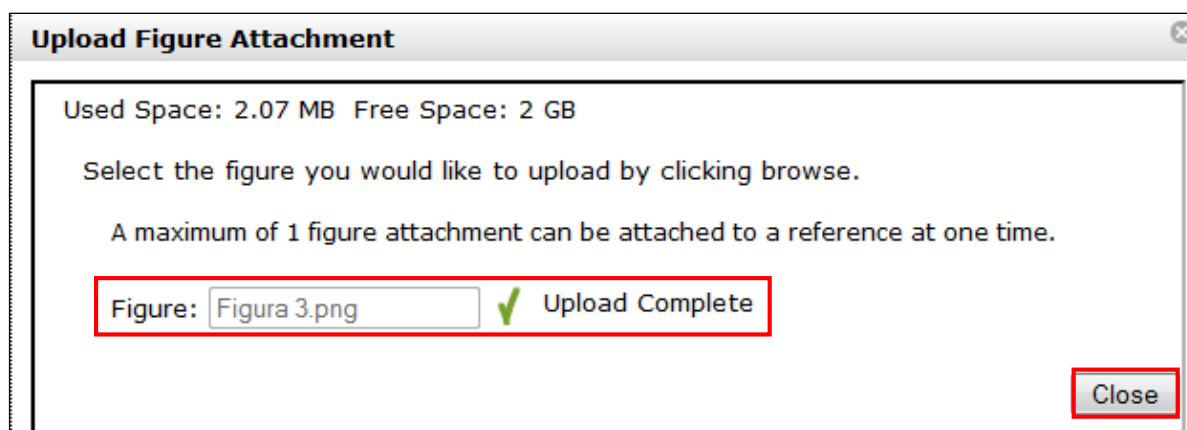 Upload Figure Attachment
Used Space: 2.07 MB Free Space: 2 GB
Select the figure you would like to upload by clicking browse.
A maximum of 1 figure attachment can be attached to a reference at one time.
Figure: Figura 3.png Upload Complete
Close